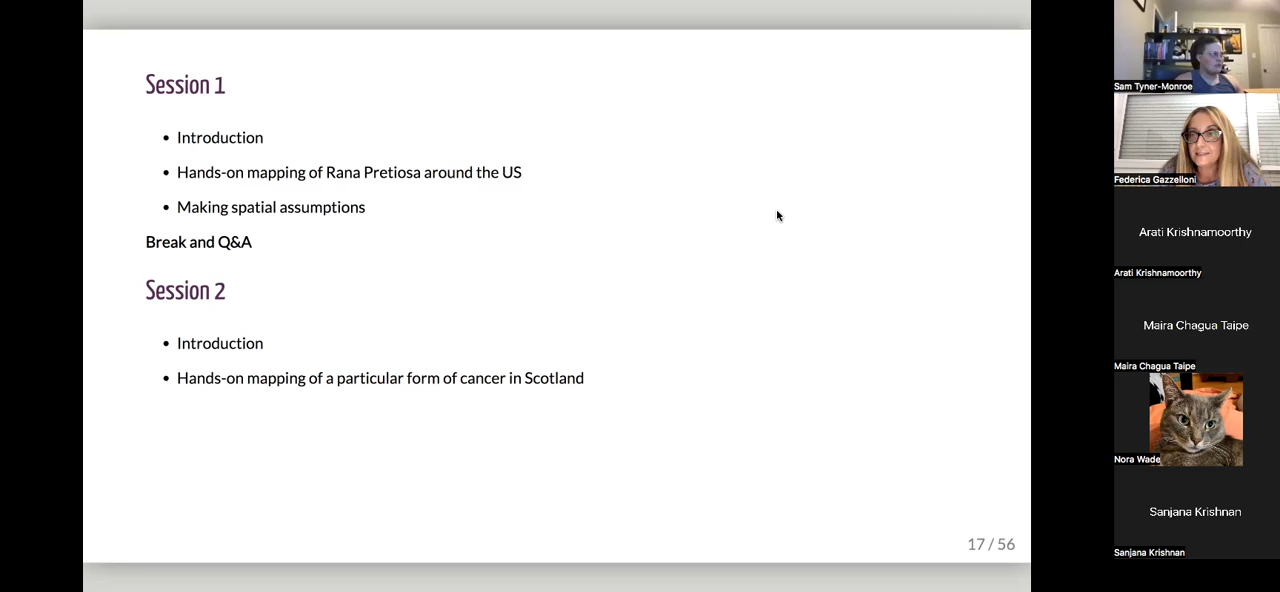 Session 1
Introduction
Hands-on mapping of Rana Pretiosa around the US
Making spatial assumptions
Break and Q&A
Session 2
Introduction
Hands-on mapping of a particular form of cancer in Scotland
17 / 56
Sam Tyner-Monroe
Federica Gazzelloni
Arati Krishnamoorthy
Arati Krishnamoorthy
Maira Chagua Taipe
Maira Chagua Taipe
Nora Wade
Sanjana Krishnan
Sanjana Krishnan